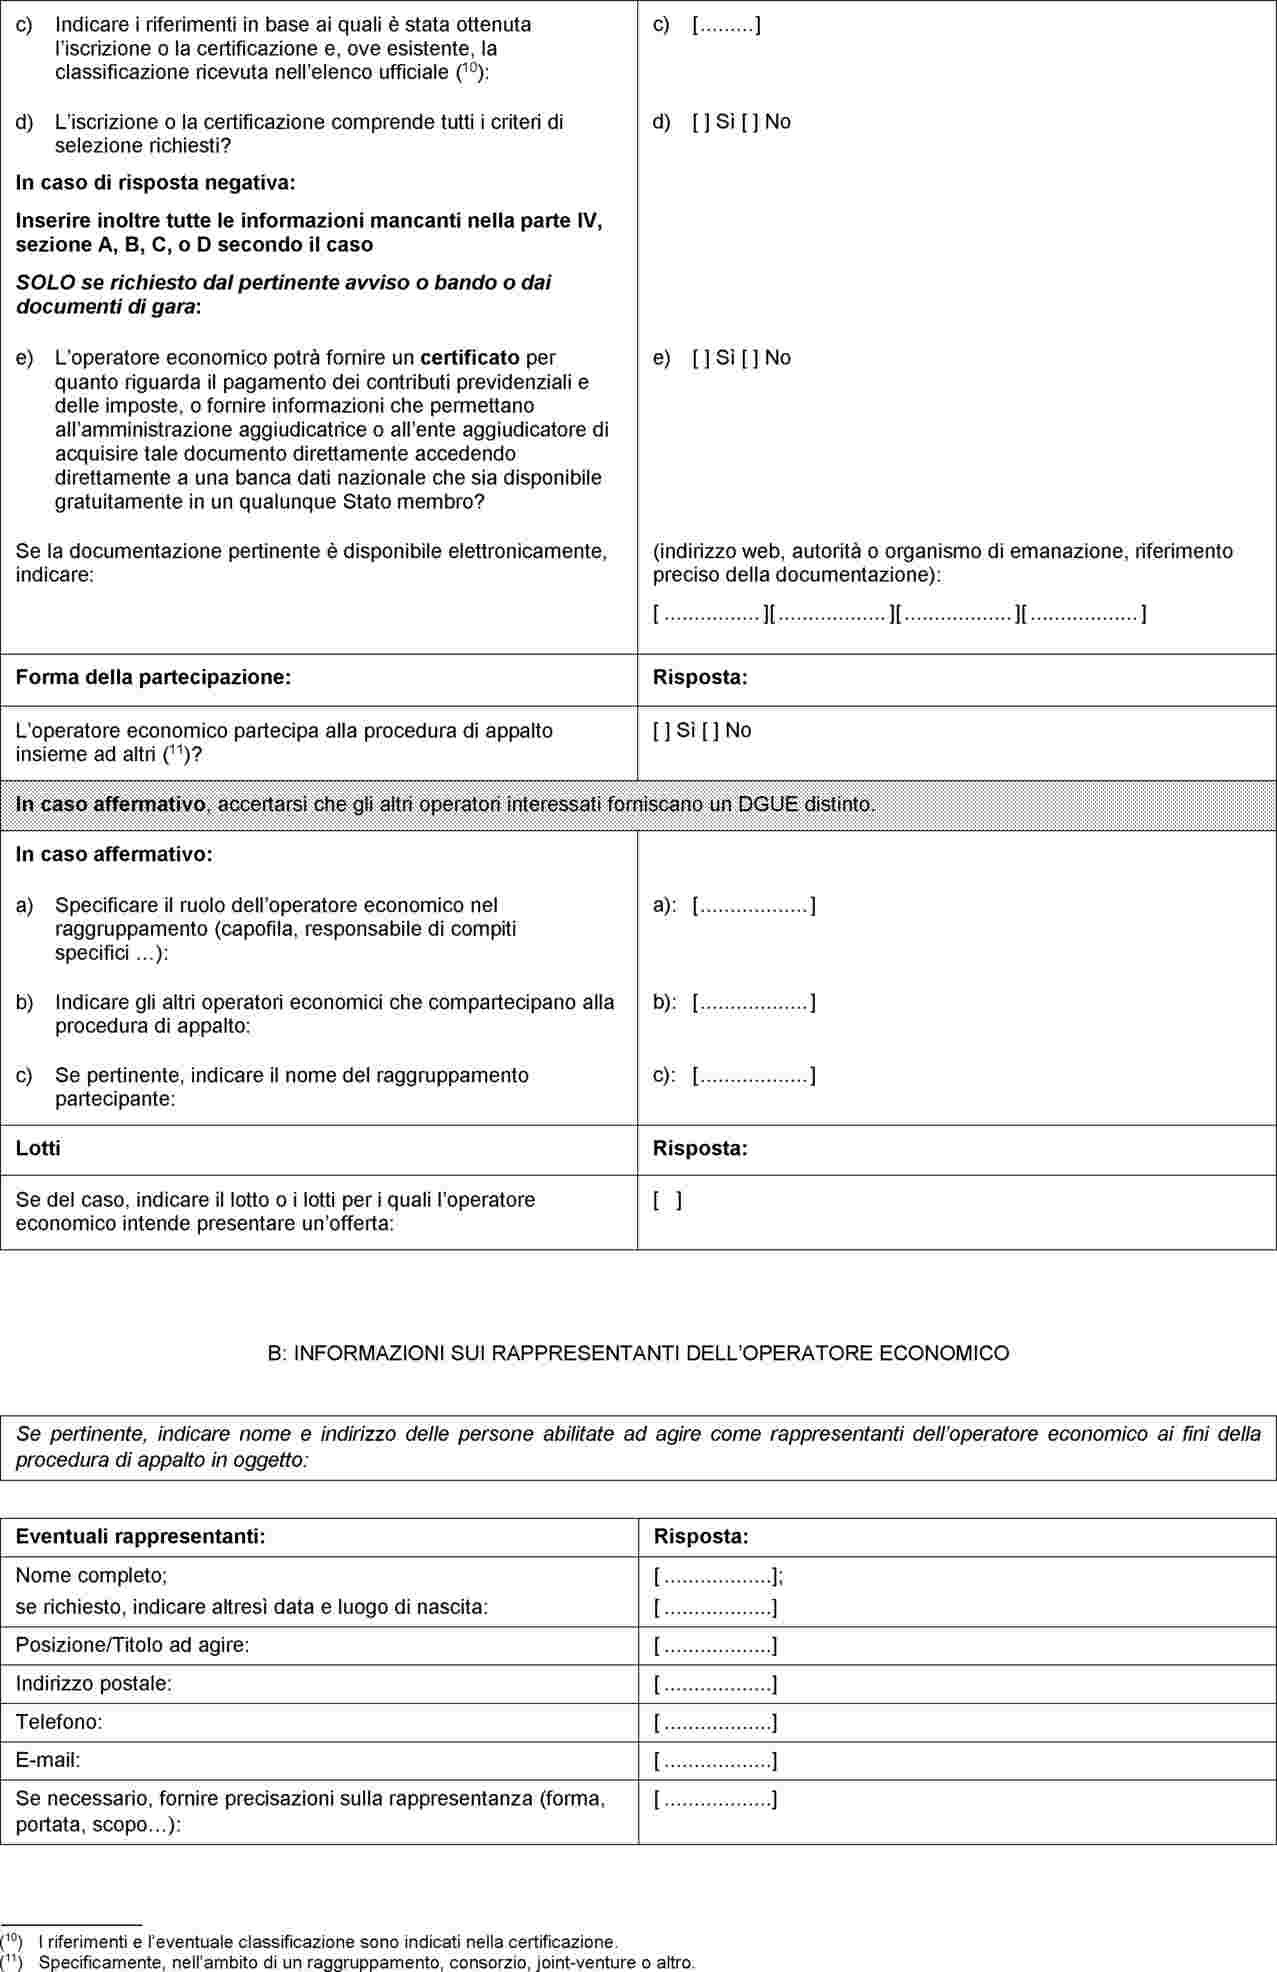 c) Indicare i riferimenti in base ai quali è stata ottenuta
l'iscrizione o la certificazione e, ove esistente, la
classificazione ricevuta nell'elenco ufficiale (10):
c) [.........]
d) L'iscrizione o la certificazione comprende tutti i criteri di
selezione richiesti?
d) [ ] Sì [ ] No
In caso di risposta negativa:
Inserire inoltre tutte le informazioni mancanti nella parte IV,
sezione A, B, C, o D secondo il caso
SOLO se richiesto dal pertinente avviso o bando o dai
documenti di gara:
e) L'operatore economico potrà fornire un certificato per
quanto riguarda il pagamento dei contributi previdenziali e
delle imposte, o fornire informazioni che permettano
all'amministrazione aggiudicatrice o all'ente aggiudicatore di
acquisire tale documento direttamente accedendo
direttamente a una banca dati nazionale che sia disponibile
gratuitamente in un qualunque Stato membro?
e) [ ] Sì [ ] No
Se la documentazione pertinente è disponibile elettronicamente,
indicare:
(indirizzo web, autorità o organismo di emanazione, riferimento
preciso della documentazione):
[ ................][..................][..................][..................]
Forma della partecipazione:
Risposta:
L'operatore economico partecipa alla procedura di appalto
insieme ad altri (11)?
[ ] Sì [ ] No
In caso affermativo, accertarsi che gli altri operatori interessati forniscano un DGUE distinto.
In caso affermativo:
a) Specificare il ruolo dell'operatore economico nel
raggruppamento (capofila, responsabile di compiti
specifici …):
a): [..................]
b) Indicare gli altri operatori economici che compartecipano alla
procedura di appalto:
b): [..................]
c) Se pertinente, indicare il nome del raggruppamento
partecipante:
c): [..................]
Lotti
Risposta:
Se del caso, indicare il lotto o i lotti per i quali l'operatore
economico intende presentare un'offerta:
[ ]
B: INFORMAZIONI SUI RAPPRESENTANTI DELL'OPERATORE ECONOMICO
Se pertinente, indicare nome e indirizzo delle persone abilitate ad agire come rappresentanti dell'operatore economico ai fini della
procedura di appalto in oggetto:
Eventuali rappresentanti:
Risposta:
Nome completo;
[ ..................];
se richiesto, indicare altresì data e luogo di nascita:
[ ..................]
Posizione/Titolo ad agire:
[ ..................]
Indirizzo postale:
[ ..................]
Telefono:
[ ..................]
E-mail:
[ ..................]
Se necessario, fornire precisazioni sulla rappresentanza (forma,
portata, scopo…):
[ ..................]
(10) I riferimenti e l'eventuale classificazione sono indicati nella certificazione.
(11) Specificamente, nell'ambito di un raggruppamento, consorzio, joint-venture o altro.